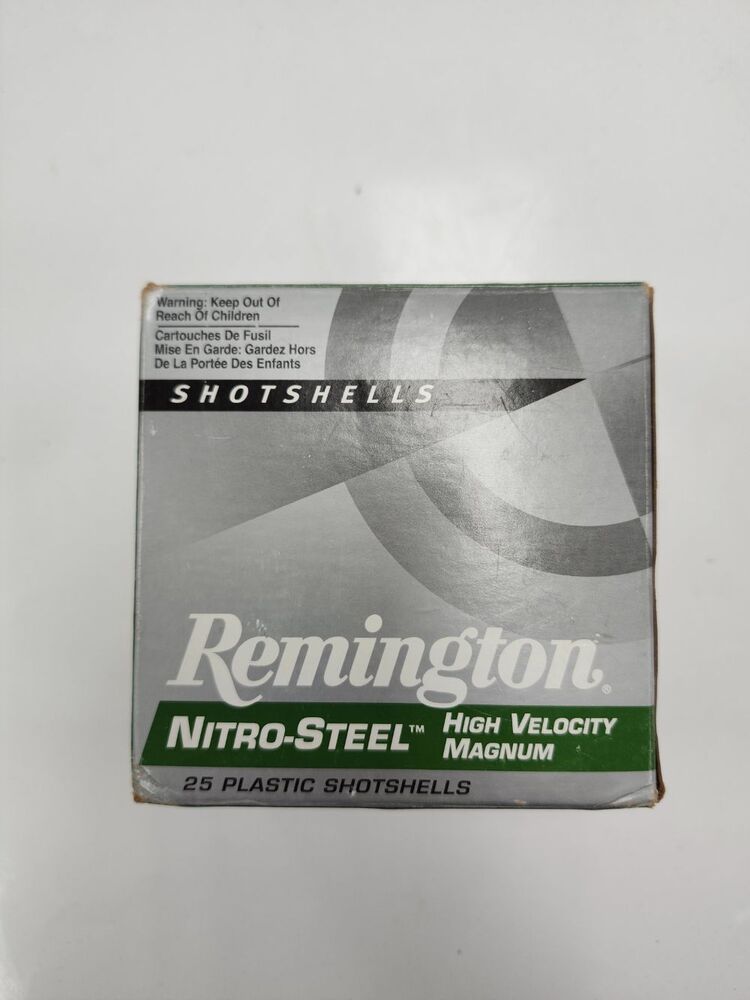 Warning: Keep Out Of
Reach Of Children
Cartouches De Fusil
Mise En Garde: Gardez Hors
De La Portée Des Enfants
SHOTSHELLS
Remington®
NITRO-STEEL™ HIGH VELOCITY
MAGNUM
25 PLASTIC SHOTSHELLS